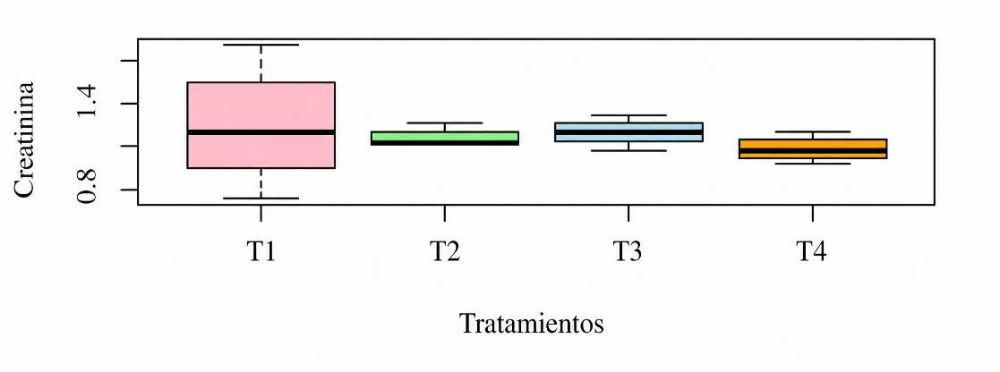 Creatinina
1.4
0.8
T1 T2 T3 T4
Tratamientos